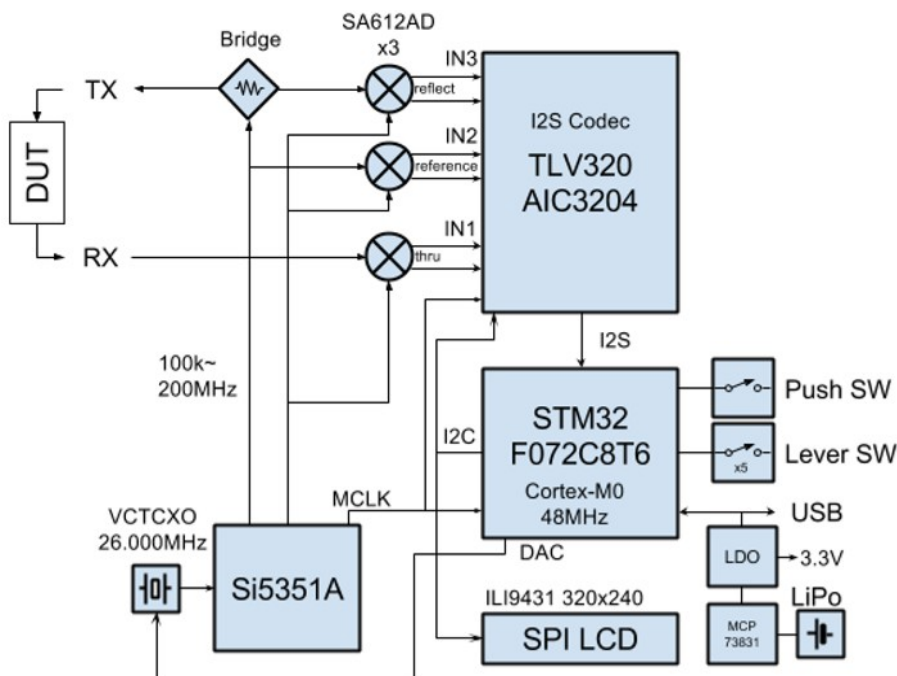 SA612AD
x3
Bridge
IN3
TX
reflect
I2S Codec
IN2
TLV320
reference
AIC3204
DUT
IN1
RX
thru
I2S
100k~
200MHz
Push SW
STM32
I2C
F072C8T6
Lever SW
x5
Cortex-M0
MCLK
48MHz
USB
VCTCXO
26.000MHz
DAC
LDO
3.3V
Si5351A
ILI9431 320x240
LiPo
SPI LCD
MCP
73831